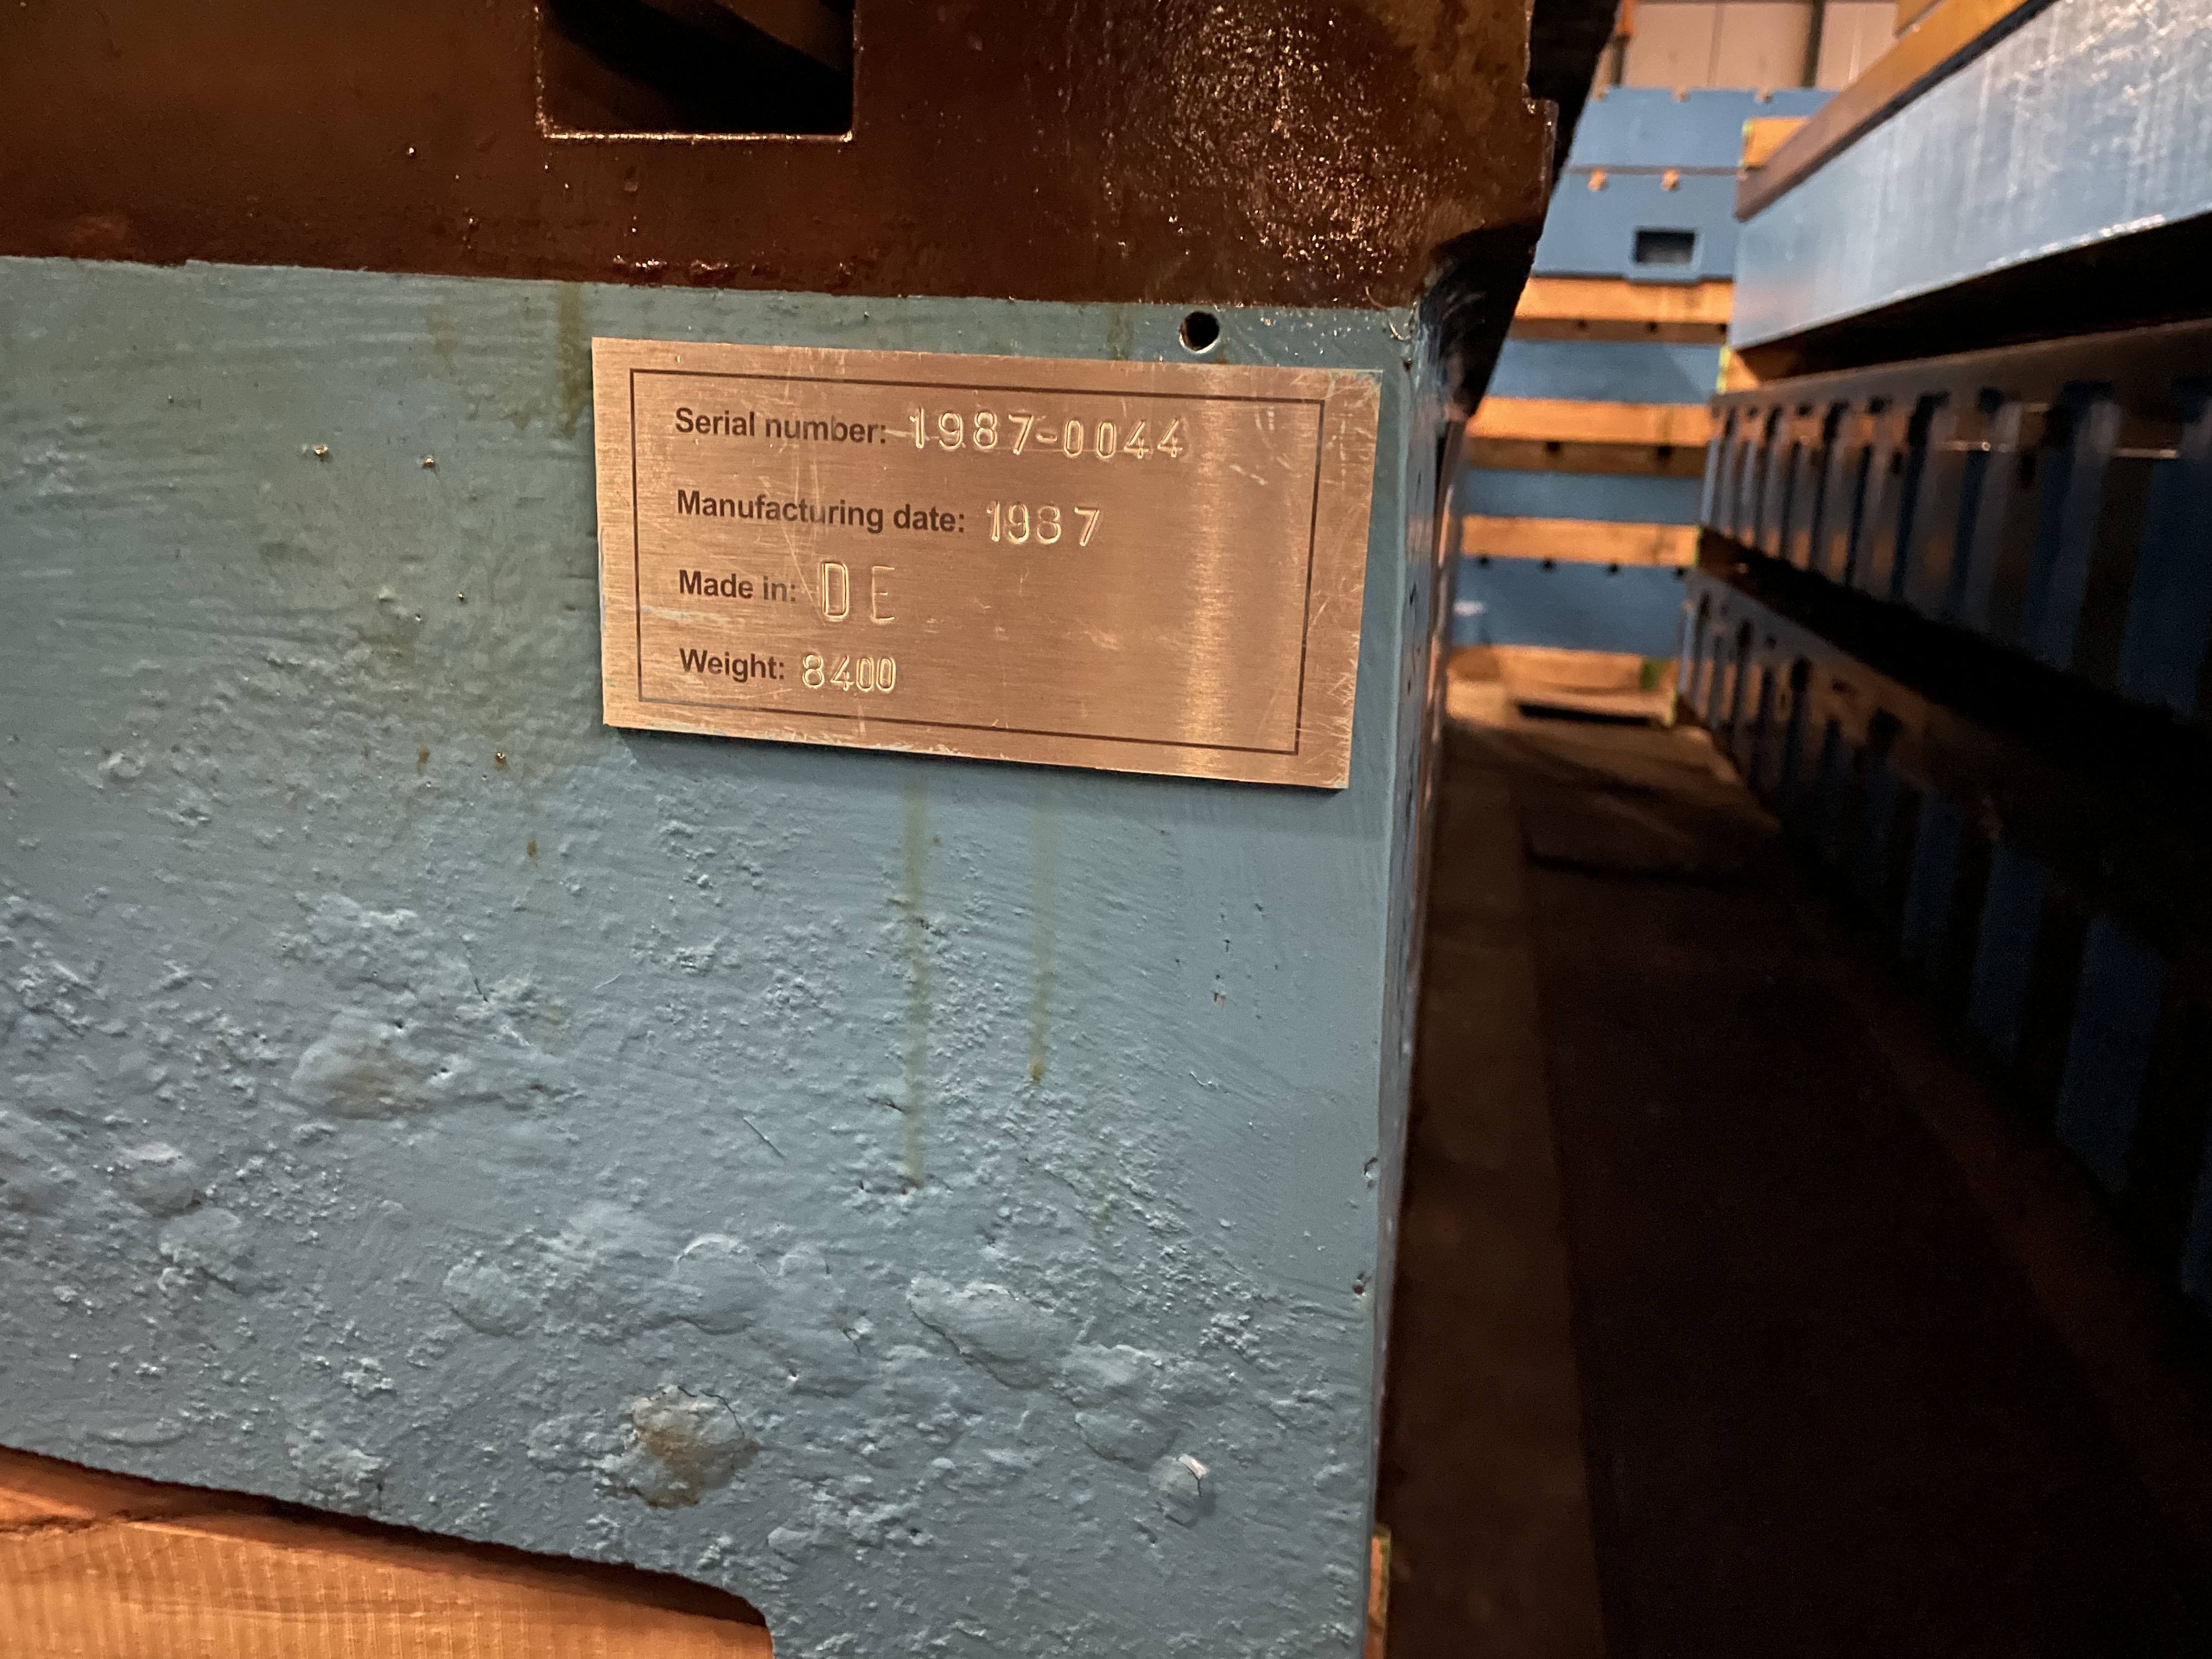 Serial number: 1987-0044
Manufacturing date: 1987
Made in: DE
Weight: 8400